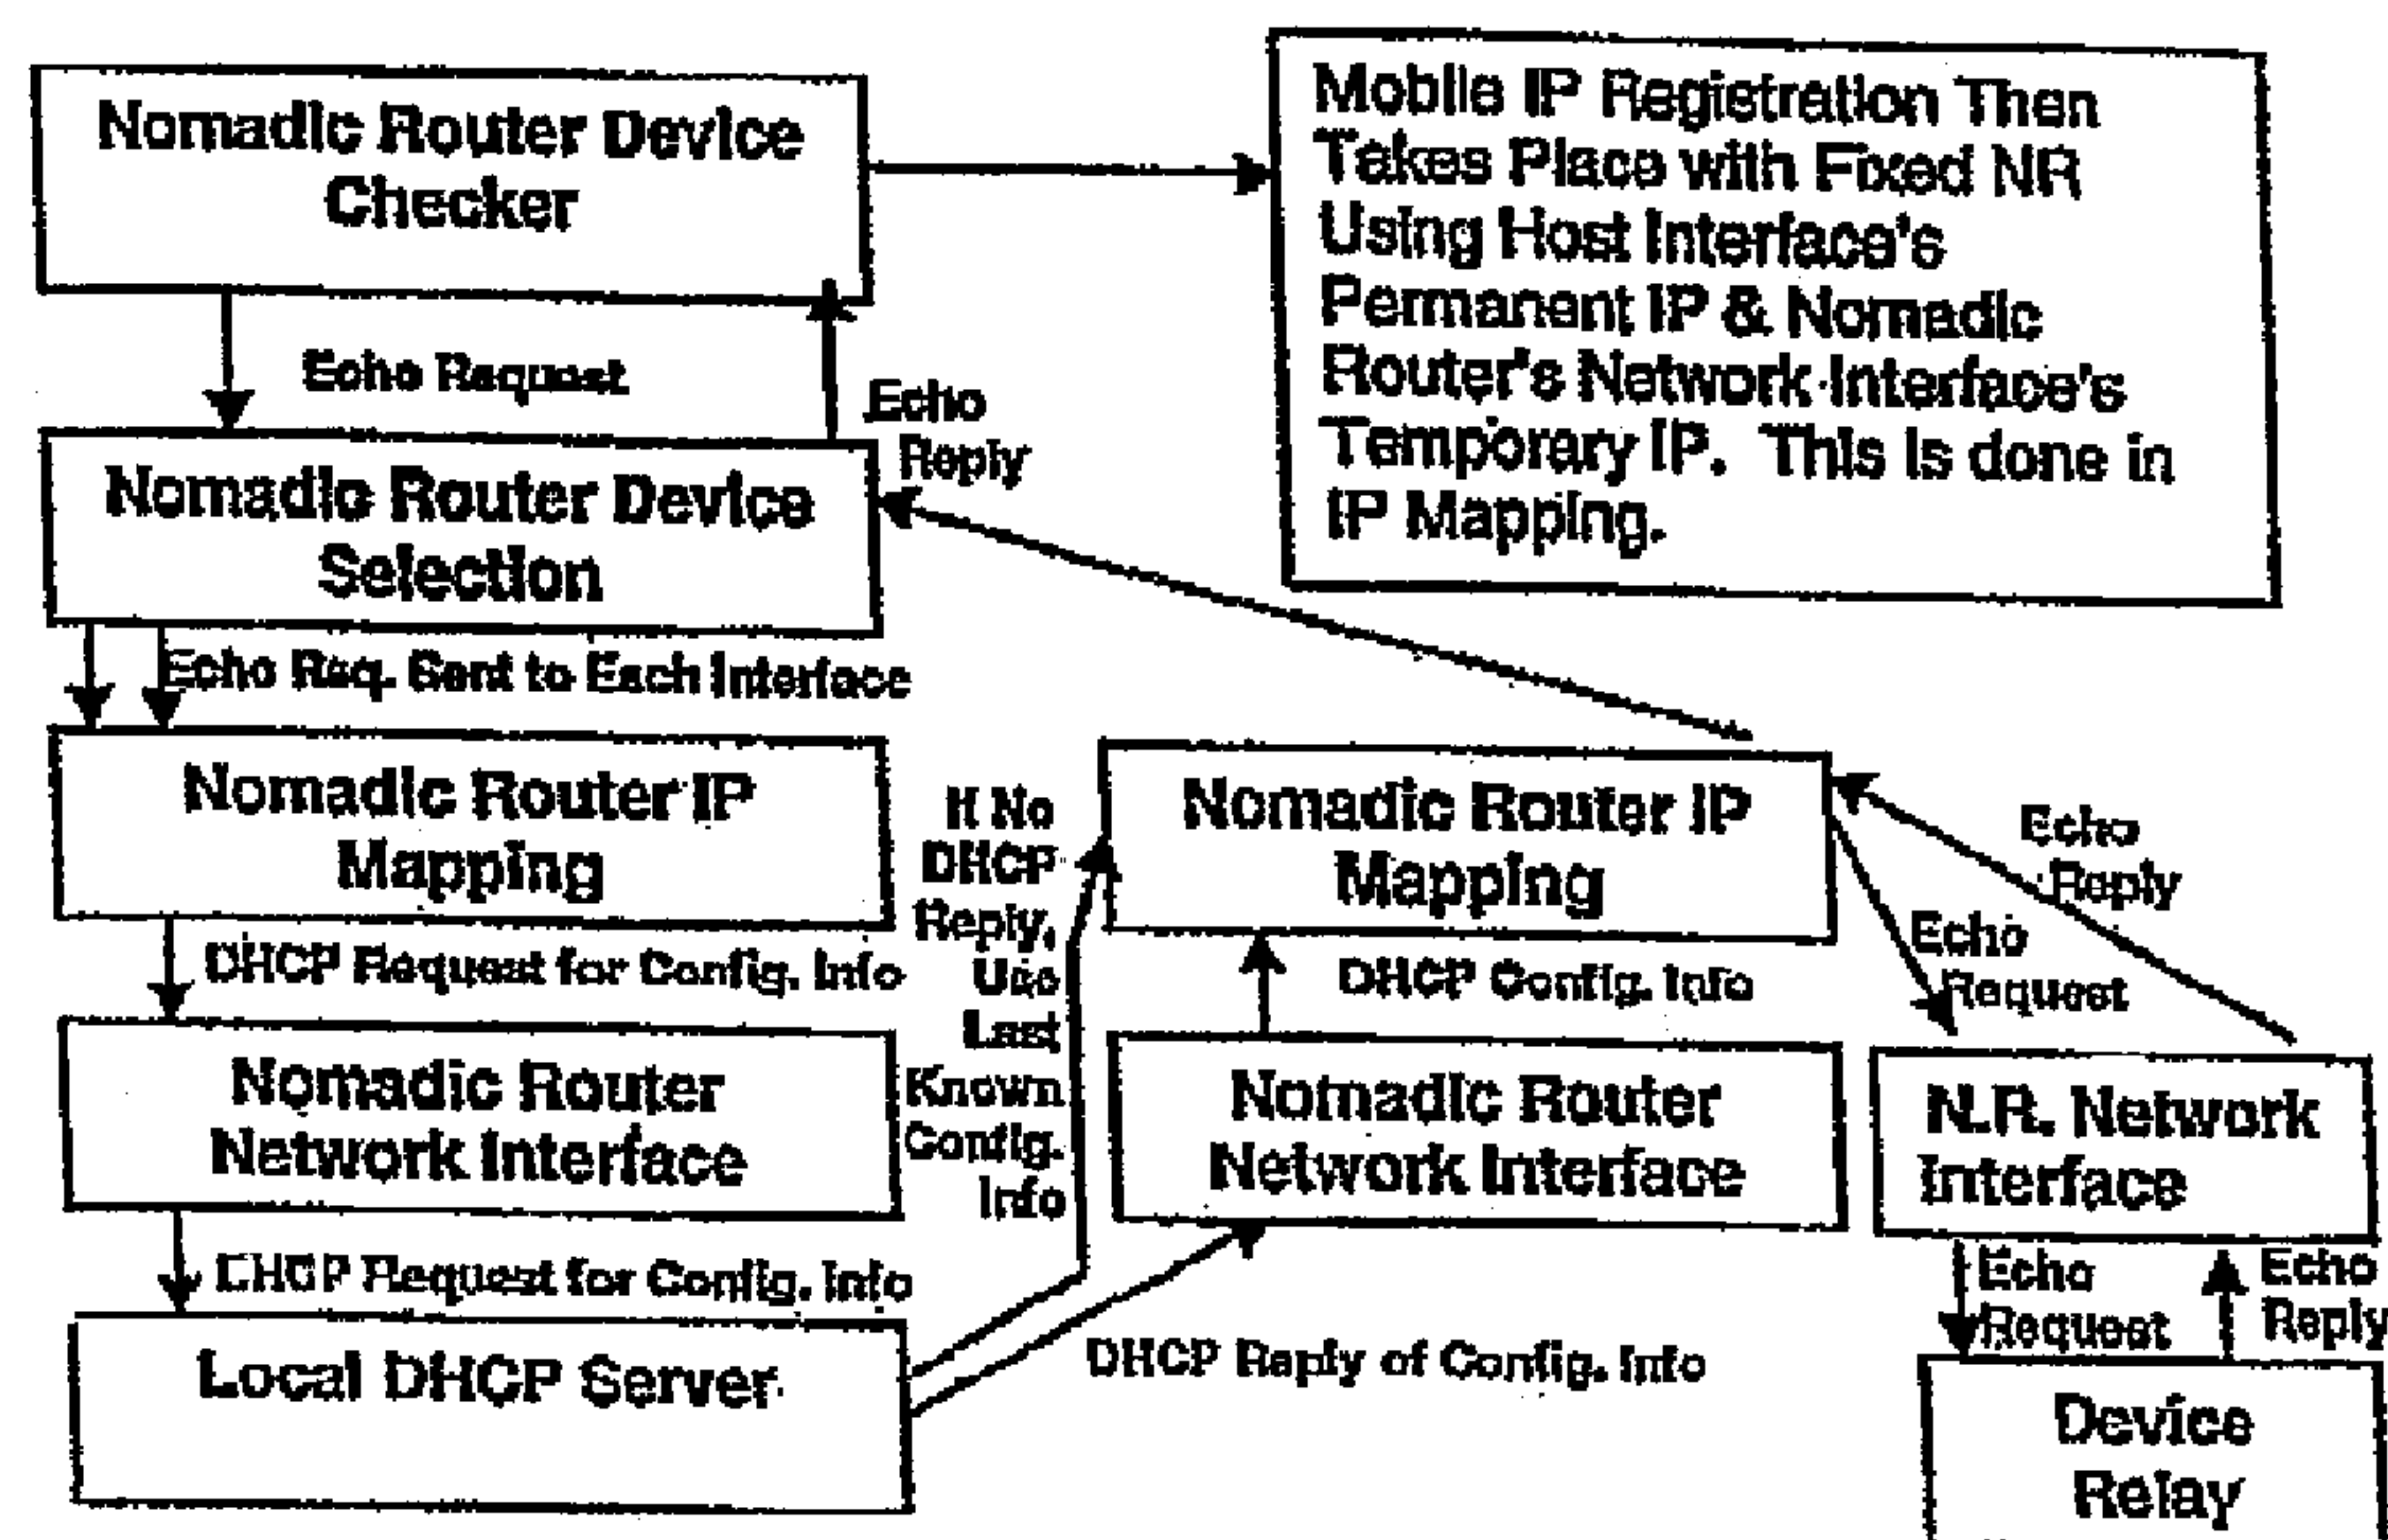 Nomadic Router Device
Checker
Mobile IP Registration Then
Takes Place with Fixed NR
Using Host Interface's
Permanent IP & Nomadic
Router's Network Interface's
Temporary IP. This is done in
IP Mapping.
Echo Request
Echo
Reply
Nomadic Router Device
Selection
Echo Req. Sent to Each Interface
Nomadic Router IP
Mapping
If No
DHCP
Reply,
Use
Last
Known
Config.
Info
Nomadic Router IP
Mapping
Echo
Reply
Echo
Request
DHCP Request for Config. Info
DHCP Config. Info
Nomadic Router
Network Interface
Nomadic Router
Network Interface
N.R. Network
Interface
DHCP Request for Config. Info
Echo
Request
Echo
Reply
Local DHCP Server
DHCP Reply of Config. Info
Device
Relay